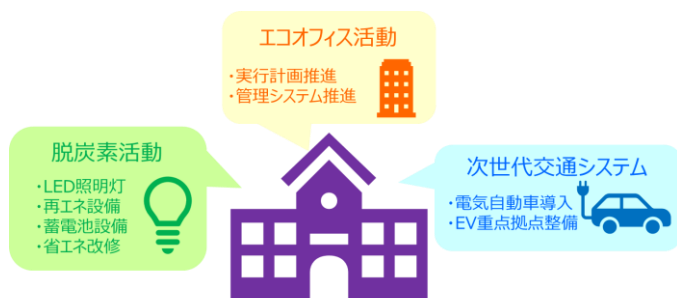 エコオフィス活動
・実行計画推進
・管理システム推進
脱炭素活動
・LED照明灯
・再エネ設備
・蓄電池設備
・省エネ改修
次世代交通システム
・電気自動車導入
・EV重点拠点整備